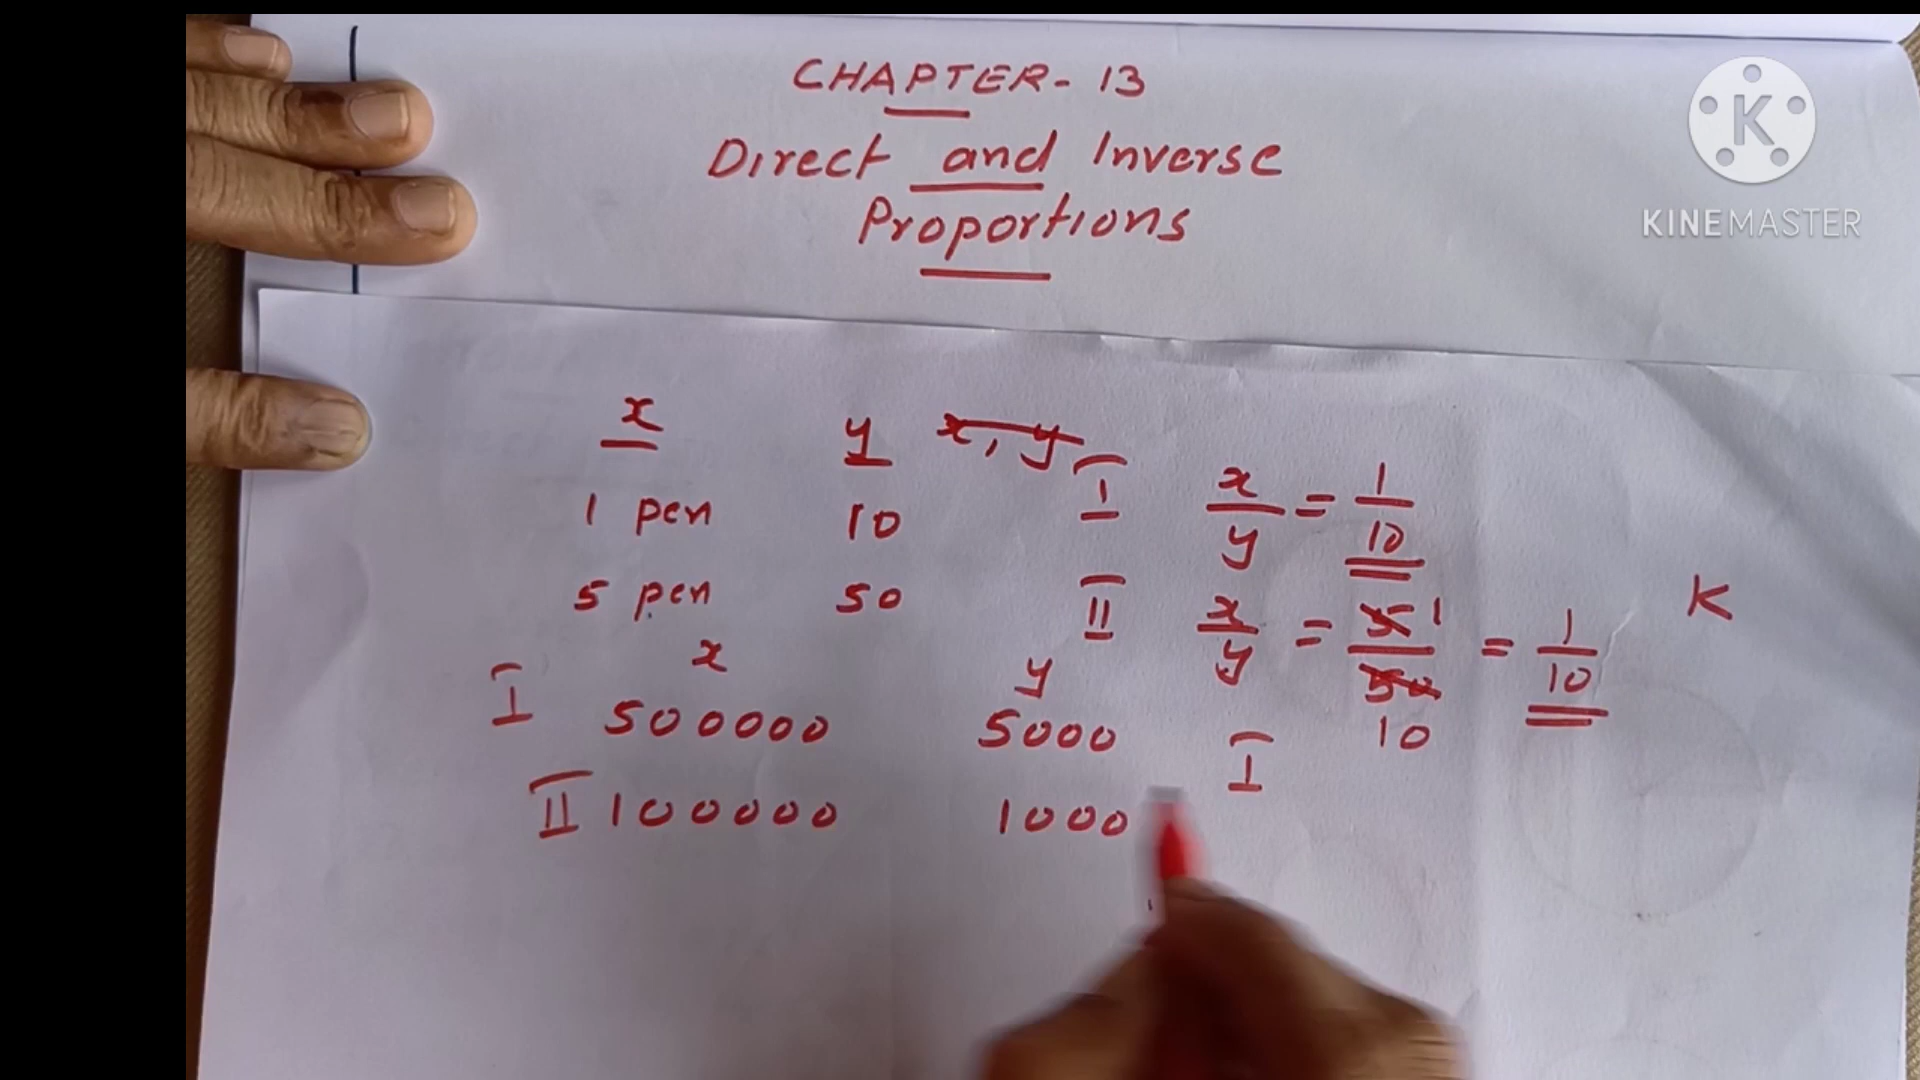 CHAPTER - 13
Direct and Inverse
Proportions
K
KINEMASTER
x y x, y
1 pen 10 I x/y = 1/10
5 pen 50 II x/y = 5 1/50 10 = 1/10 K
x y
I 500000 5000 I
II 100000 1000